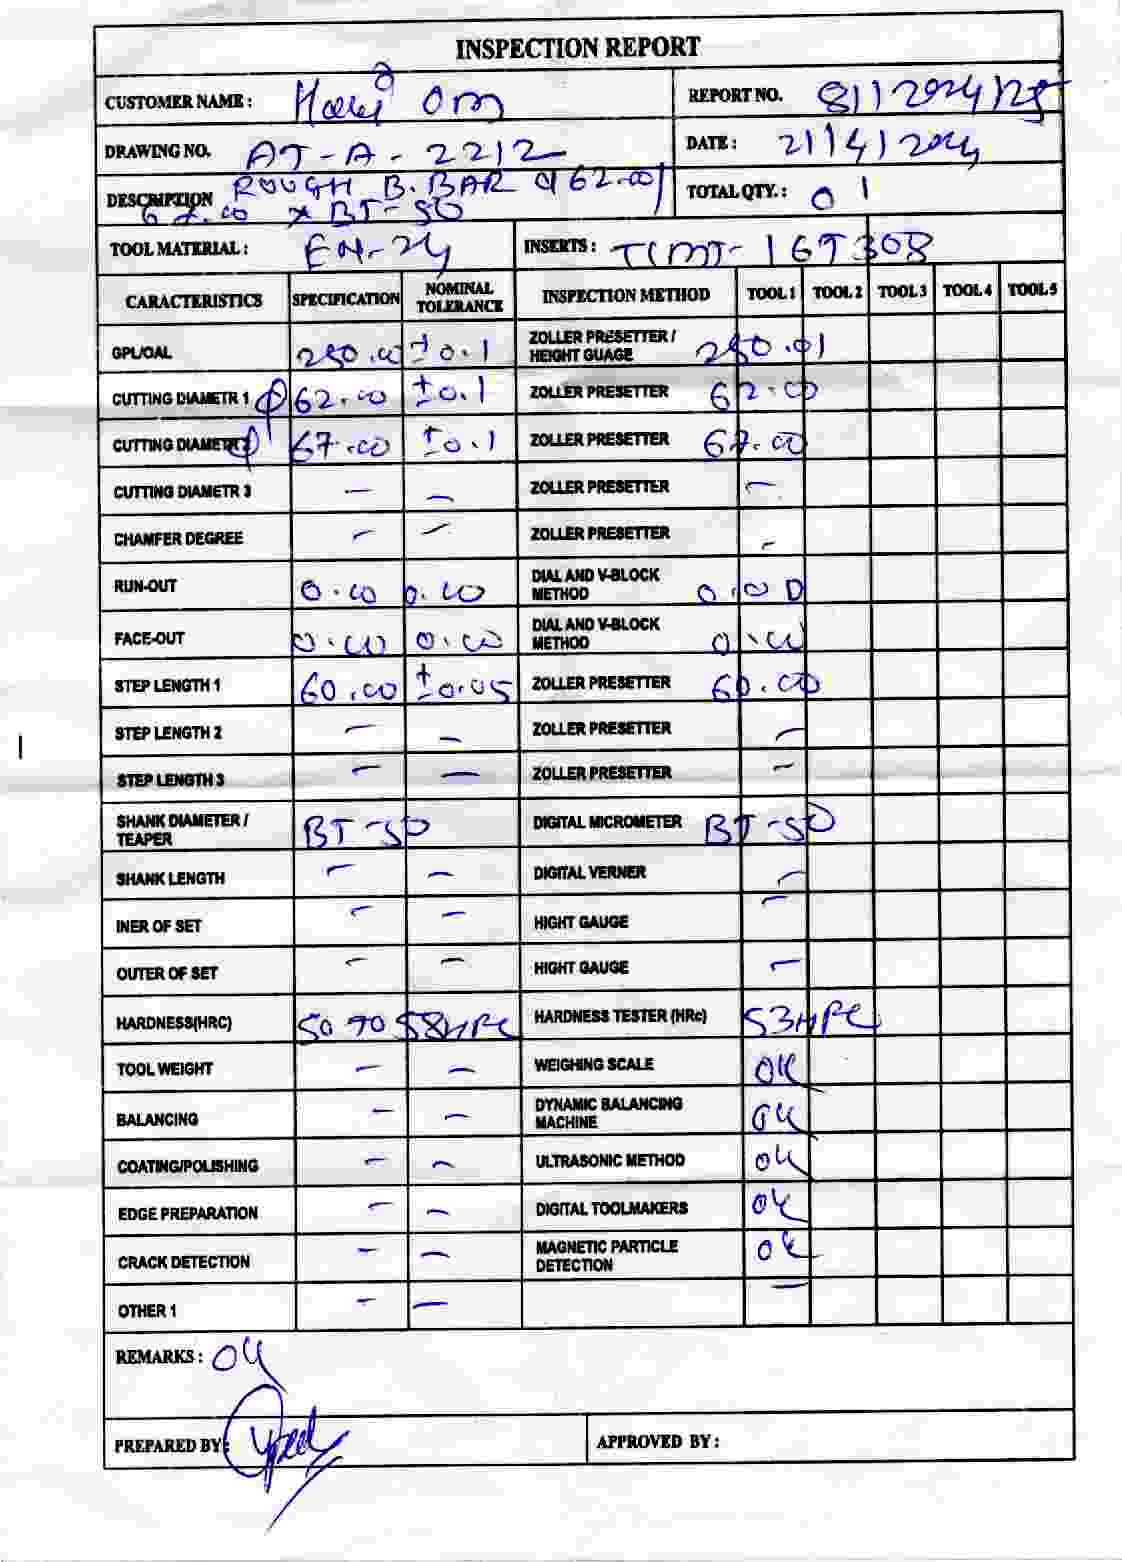 INSPECTION REPORT
CUSTOMER NAME : Hari Om
REPORT NO. 81/2024/25
DRAWING NO. AT-A-2212
DATE : 21/4/2024
DESCRIPTION ROUGH B.BAR Ø62.00/
67.00 x BT-50
TOTAL QTY. : 01
TOOL MATERIAL : EN-24
INSERTS : TCMT-16T308
CARACTERISTICS SPECIFICATION NOMINAL TOLERANCE INSPECTION METHOD TOOL 1 TOOL 2 TOOL 3 TOOL 4 TOOL 5
GPL/OAL 250.00 ±0.1 ZOLLER PRESETTER / HEIGHT GUAGE 250.01
CUTTING DIAMETR 1 Ø 62.00 ±0.1 ZOLLER PRESETTER 62.00
CUTTING DIAMETR 2 Ø 67.00 ±0.1 ZOLLER PRESETTER 67.00
CUTTING DIAMETR 3 – – ZOLLER PRESETTER –
CHAMFER DEGREE – – ZOLLER PRESETTER –
RUN-OUT 0.00 0.00 DIAL AND V-BLOCK METHOD 0.00
FACE-OUT 0.00 0.00 DIAL AND V-BLOCK METHOD 0.00
STEP LENGTH 1 60.00 ±0.05 ZOLLER PRESETTER 60.00
STEP LENGTH 2 – – ZOLLER PRESETTER –
STEP LENGTH 3 – – ZOLLER PRESETTER –
SHANK DIAMETER / TEAPER BT-50 DIGITAL MICROMETER BT-50
SHANK LENGTH – – DIGITAL VERNER –
INER OF SET – – HIGHT GAUGE –
OUTER OF SET – – HIGHT GAUGE –
HARDNESS(HRC) 50 TO 58HRC HARDNESS TESTER (HRc) 53HRC
TOOL WEIGHT – – WEIGHING SCALE OK
BALANCING – – DYNAMIC BALANCING MACHINE OK
COATING/POLISHING – – ULTRASONIC METHOD OK
EDGE PREPARATION – – DIGITAL TOOLMAKERS OK
CRACK DETECTION – – MAGNETIC PARTICLE DETECTION OK
OTHER 1 – – –
REMARKS : OK
PREPARED BY :
APPROVED BY :